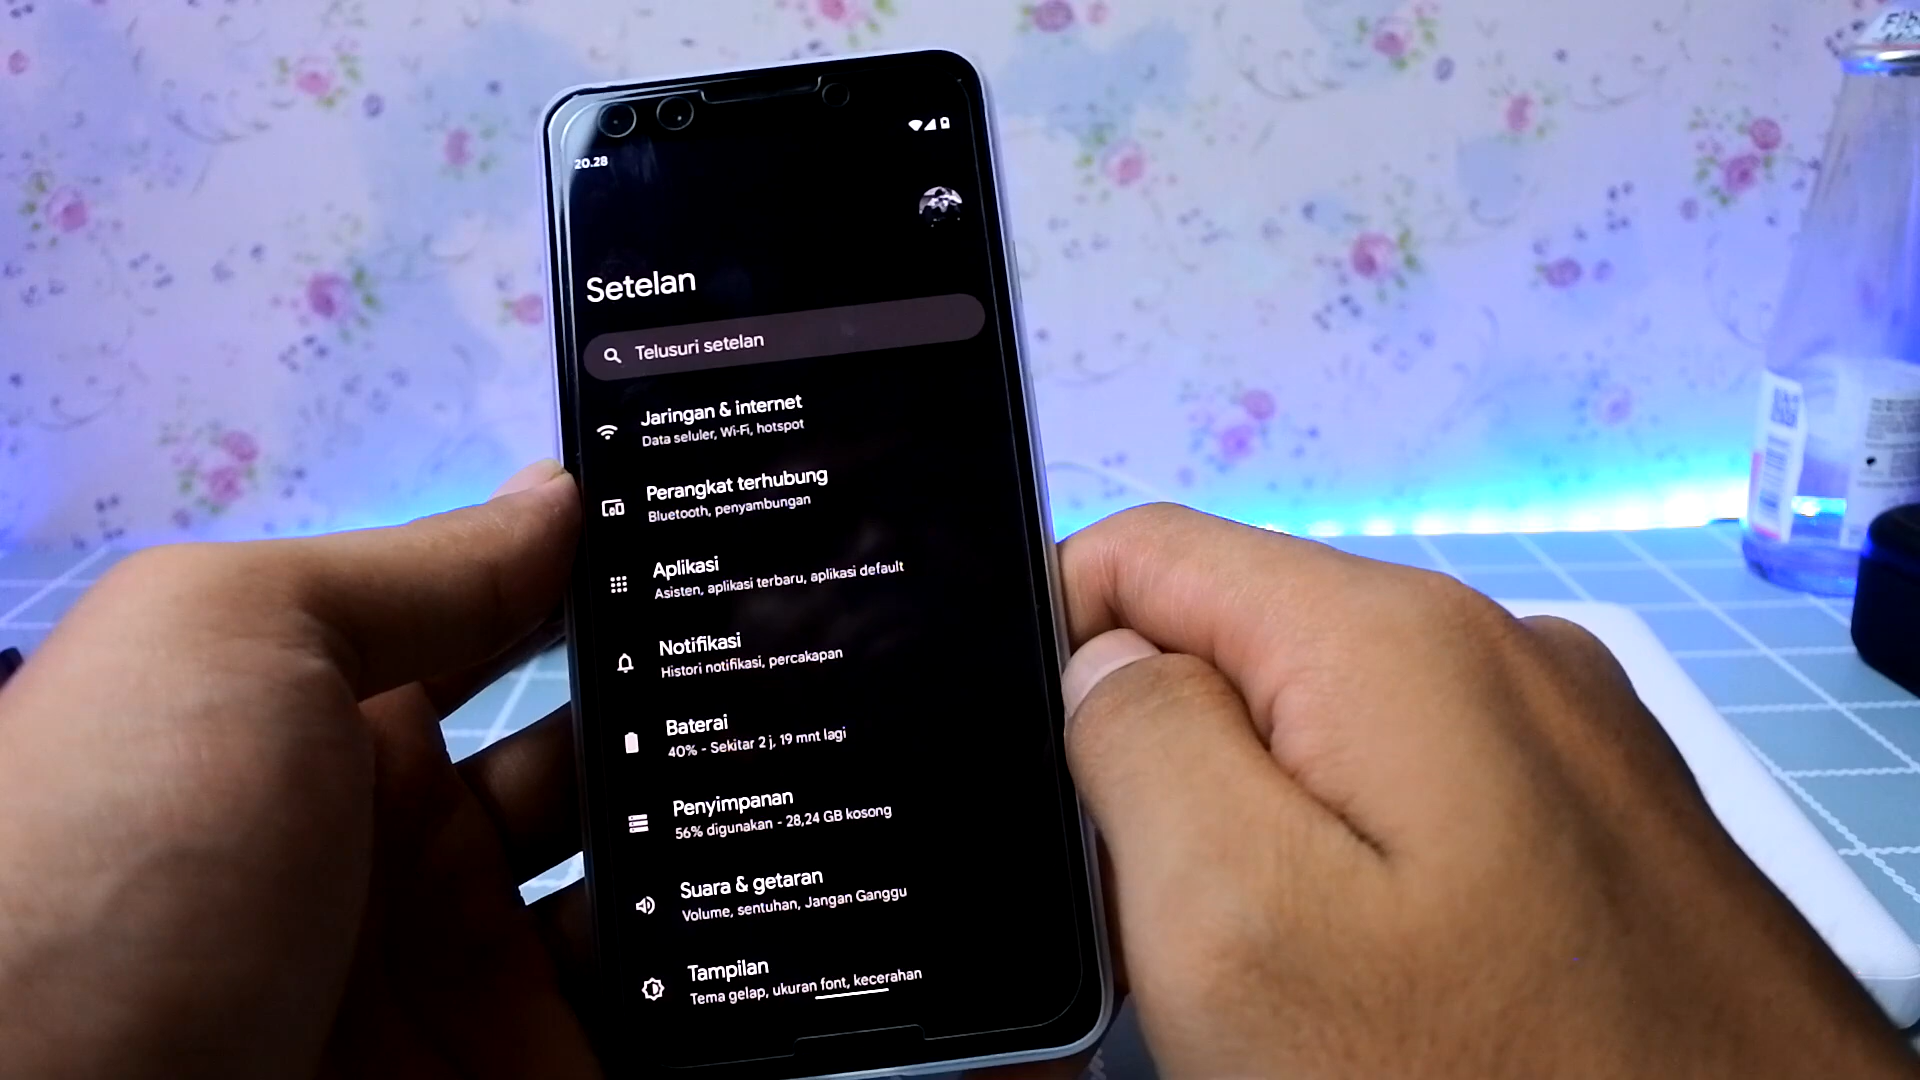 20.28
Setelan
Telusuri setelan
Jaringan & internet
Data seluler, Wi-Fi, hotspot
Perangkat terhubung
Bluetooth, penyambungan
Aplikasi
Asisten, aplikasi terbaru, aplikasi default
Notifikasi
Histori notifikasi, percakapan
Baterai
40% - Sekitar 2 j, 19 mnt lagi
Penyimpanan
56% digunakan - 28,24 GB kosong
Suara & getaran
Volume, sentuhan, Jangan Ganggu
Tampilan
Tema gelap, ukuran font, kecerahan